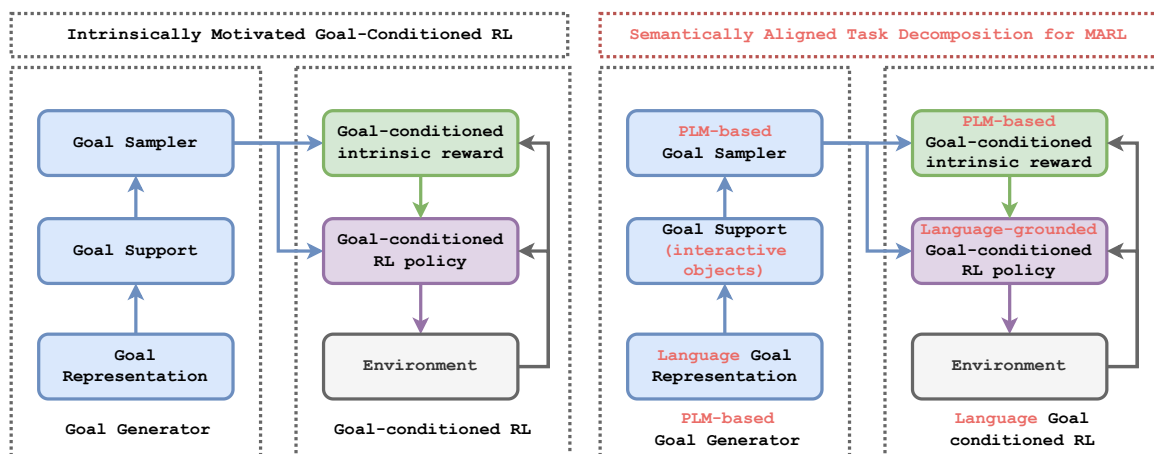 Intrinsically Motivated Goal-Conditioned RL
Goal Sampler
Goal Support
Goal
Representation
Goal Generator
Goal-conditioned
intrinsic reward
Goal-conditioned
RL policy
Environment
Goal-conditioned RL
Semantically Aligned Task Decomposition for MARL
PLM-based
Goal Sampler
Goal Support
(interactive
objects)
Language Goal
Representation
PLM-based
Goal Generator
PLM-based
Goal-conditioned
intrinsic reward
Language-grounded
Goal-conditioned
RL policy
Environment
Language Goal
conditioned RL